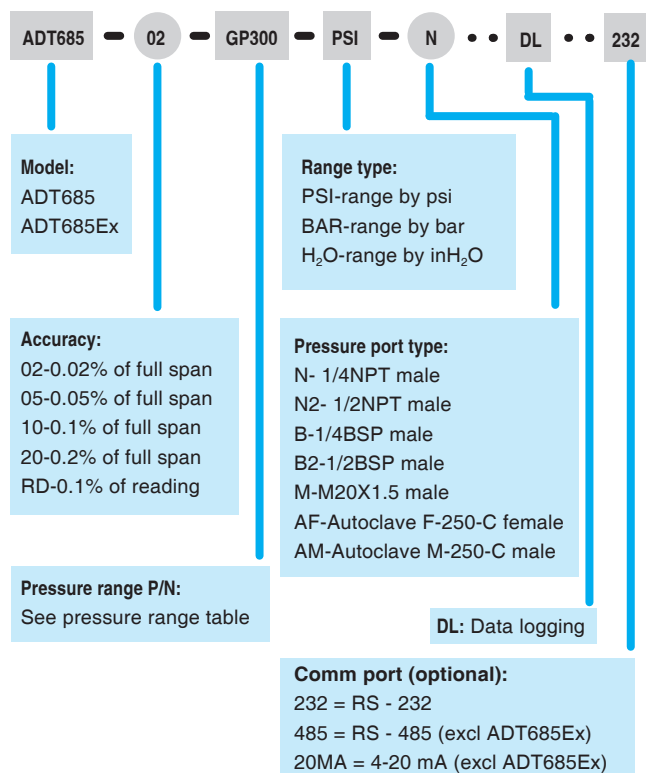 ADT685 – 02 – GP300 – PSI – N • • DL • • 232
Model:
ADT685
ADT685Ex
Range type:
PSI-range by psi
BAR-range by bar
H₂O-range by inH₂O
Accuracy:
02-0.02% of full span
05-0.05% of full span
10-0.1% of full span
20-0.2% of full span
RD-0.1% of reading
Pressure port type:
N- 1/4NPT male
N2- 1/2NPT male
B-1/4BSP male
B2-1/2BSP male
M-M20X1.5 male
AF-Autoclave F-250-C female
AM-Autoclave M-250-C male
Pressure range P/N:
See pressure range table
DL: Data logging
Comm port (optional):
232 = RS - 232
485 = RS - 485 (excl ADT685Ex)
20MA = 4-20 mA (excl ADT685Ex)